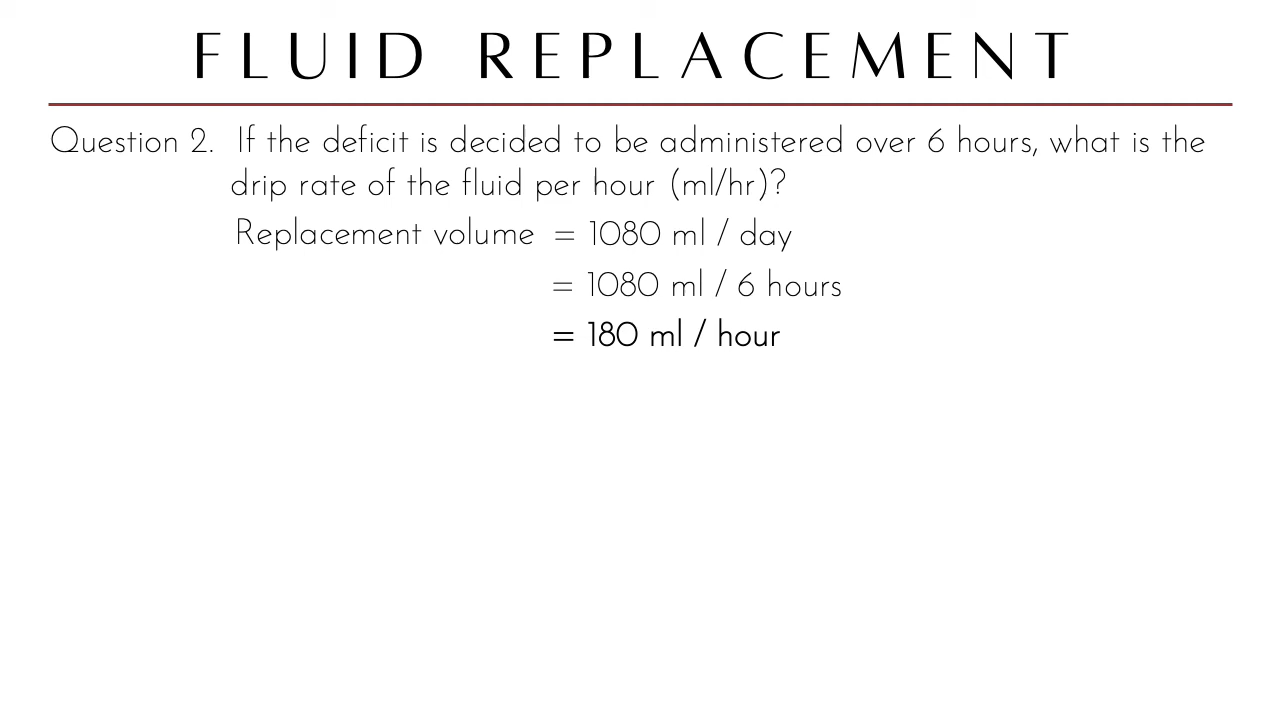 FLUID REPLACEMENT
Question 2. If the deficit is decided to be administered over 6 hours, what is the
drip rate of the fluid per hour (ml/hr)?
Replacement volume = 1080 ml / day
= 1080 ml / 6 hours
= 180 ml / hour